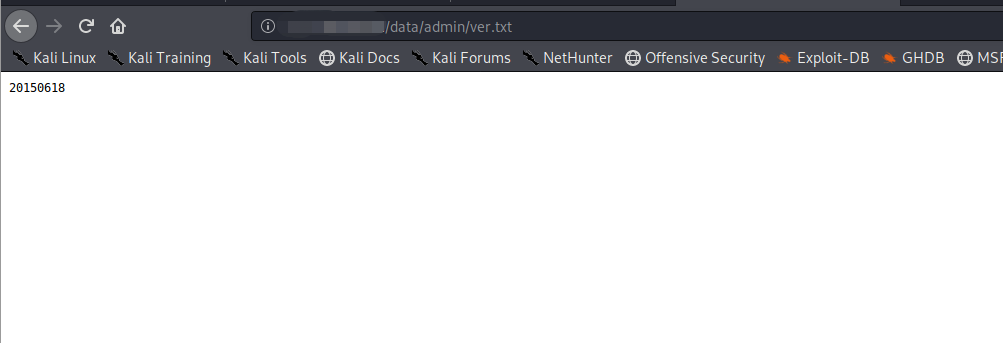 /data/admin/ver.txt
Kali Linux Kali Training Kali Tools Kali Docs Kali Forums NetHunter Offensive Security Exploit-DB GHDB MSF
20150618